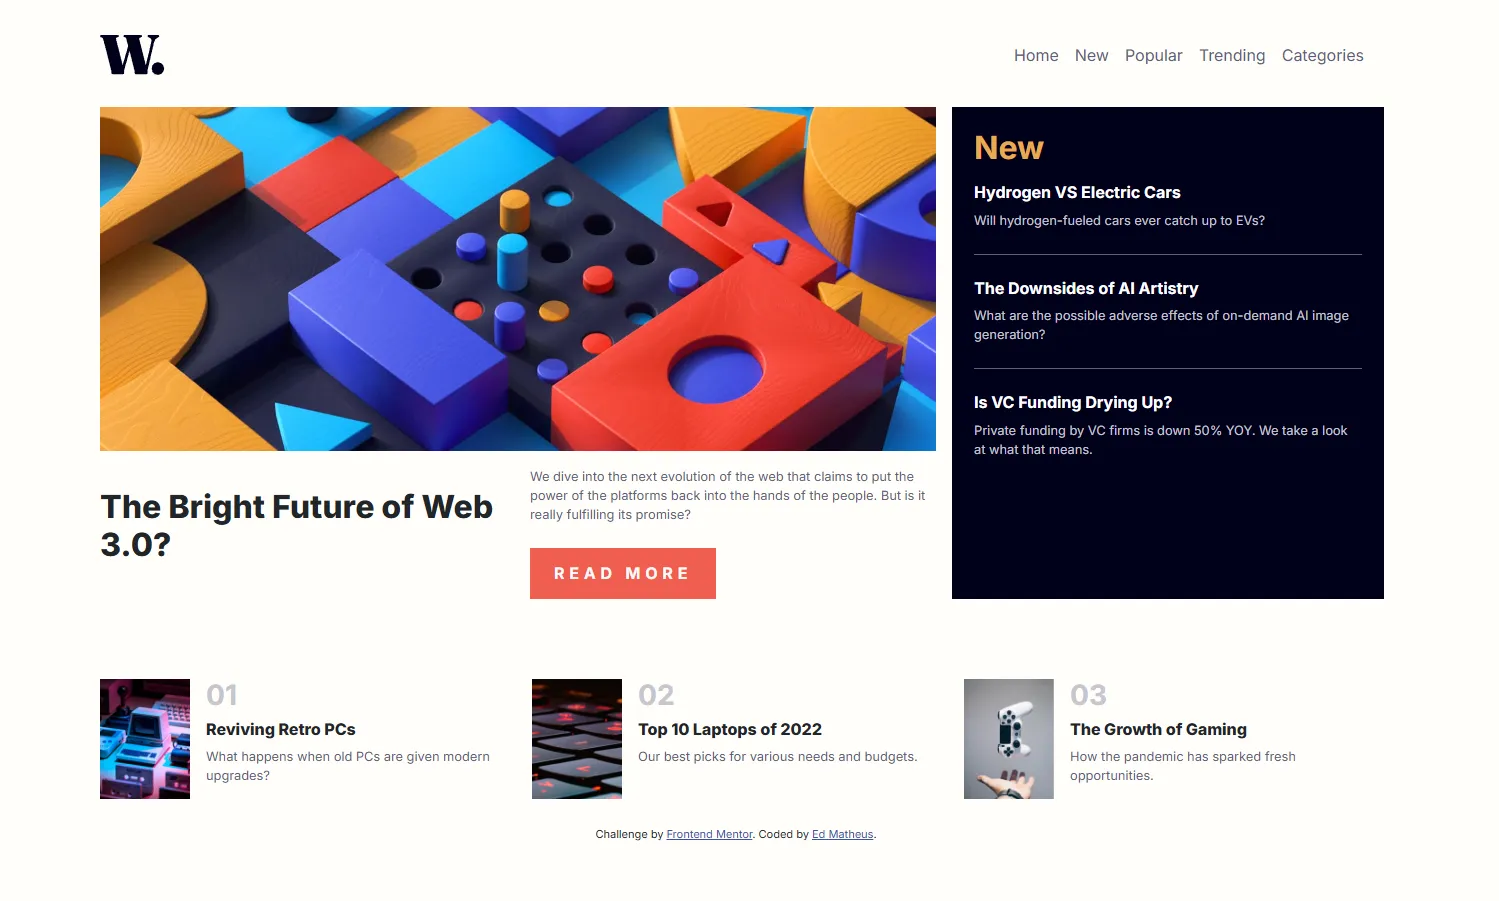 W.
Home New Popular Trending Categories
New
Hydrogen VS Electric Cars
Will hydrogen-fueled cars ever catch up to EVs?
The Downsides of AI Artistry
What are the possible adverse effects of on-demand AI image
generation?
Is VC Funding Drying Up?
Private funding by VC firms is down 50% YOY. We take a look
at what that means.
The Bright Future of Web
3.0?
We dive into the next evolution of the web that claims to put the
power of the platforms back into the hands of the people. But is it
really fulfilling its promise?
READ MORE
01
Reviving Retro PCs
What happens when old PCs are given modern
upgrades?
02
Top 10 Laptops of 2022
Our best picks for various needs and budgets.
03
The Growth of Gaming
How the pandemic has sparked fresh
opportunities.
Challenge by Frontend Mentor. Coded by Ed Matheus.